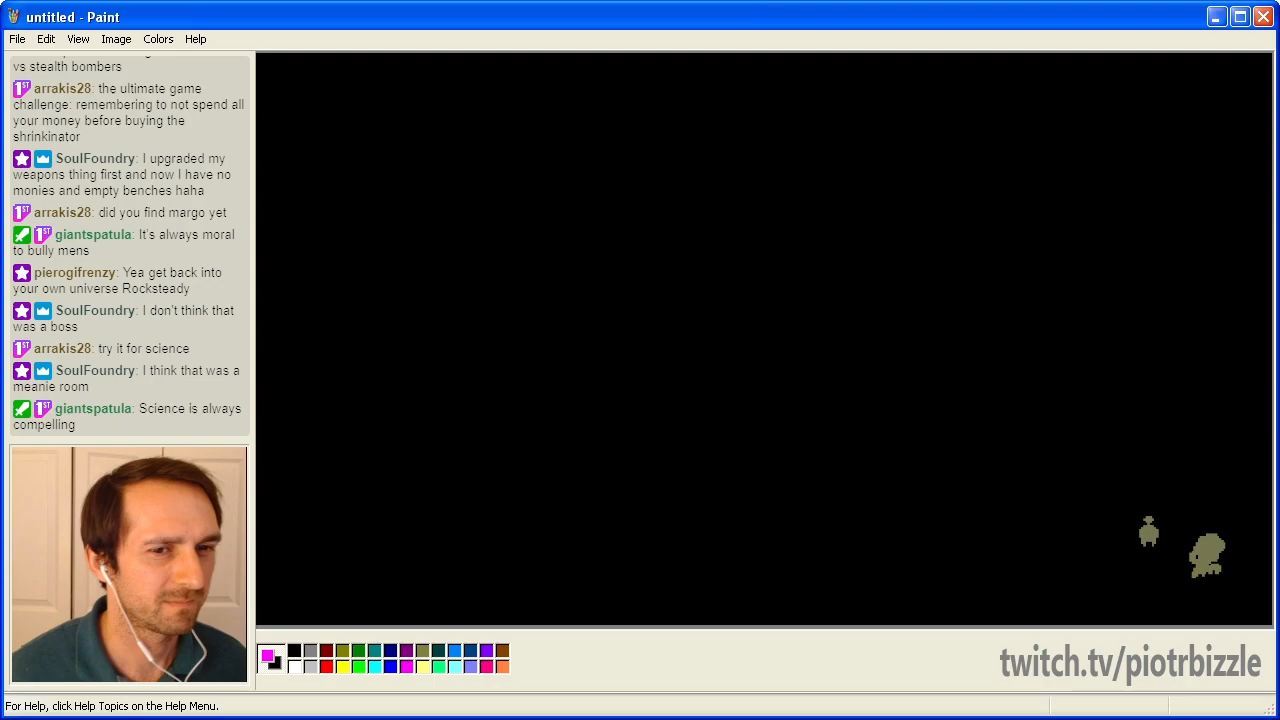 untitled - Paint
File Edit View Image Colors Help
vs stealth bombers
1ST arrakis28: the ultimate game
challenge: remembering to not spend all
your money before buying the
shrinkinator
SoulFoundry: I upgraded my
weapons thing first and now I have no
monies and empty benches haha
1ST arrakis28: did you find margo yet
1ST giantspatula: It's always moral
to bully mens
pierogifrenzy: Yea get back into
your own universe Rocksteady
SoulFoundry: I don't think that
was a boss
1ST arrakis28: try it for science
SoulFoundry: I think that was a
meanie room
1ST giantspatula: Science is always
compelling
twitch.tv/piotrbizzle
For Help, click Help Topics on the Help Menu.